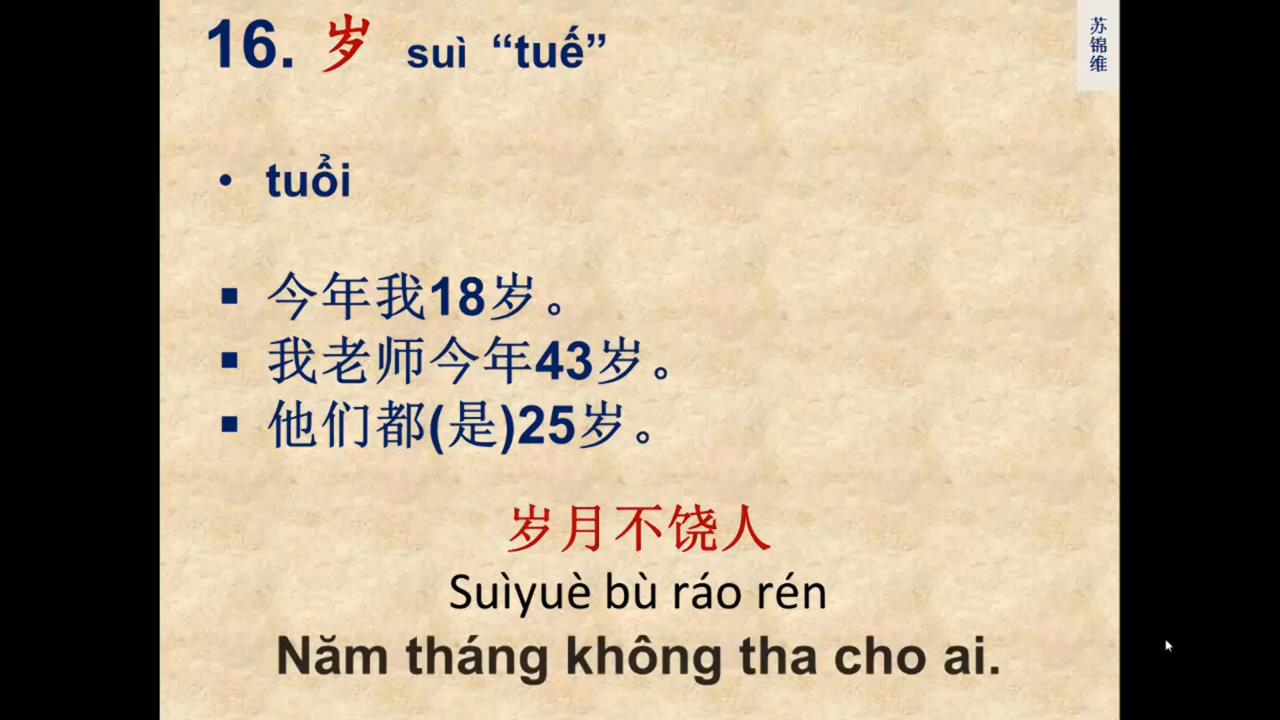 16. 岁 suì “tuế”
苏锦维
• tuổi
▪ 今年我18岁。
▪ 我老师今年43岁。
▪ 他们都(是)25岁。
岁月不饶人
Suìyuè bù ráo rén
Năm tháng không tha cho ai.